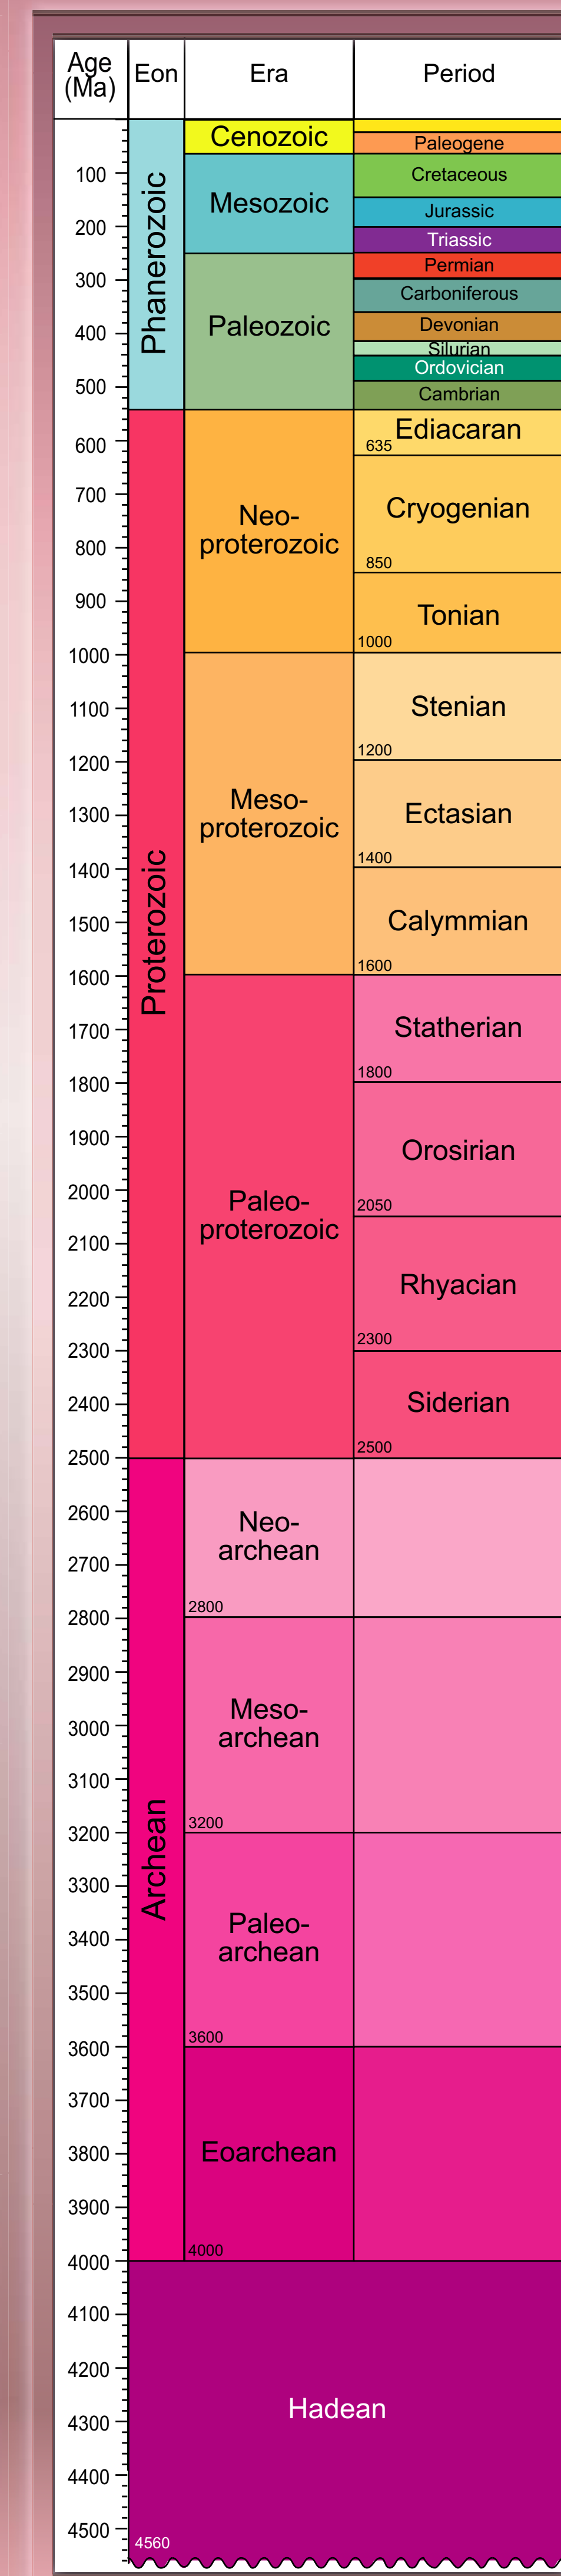 Age
(Ma)
Eon
Era
Period
Phanerozoic
Cenozoic
Paleogene
100
Cretaceous
Mesozoic
200
Jurassic
Triassic
Permian
300
Carboniferous
Paleozoic
Devonian
400
Silurian
Ordovician
500
Cambrian
Ediacaran
600
635
700
Cryogenian
Neo-
proterozoic
800
850
900
Tonian
1000
1000
1100
Stenian
1200
1200
Meso-
proterozoic
1300
Ectasian
1400
1400
Proterozoic
1500
Calymmian
1600
1600
1700
Statherian
1800
1800
1900
Orosirian
2000
Paleo-
proterozoic
2050
2100
2200
Rhyacian
2300
2300
2400
Siderian
2500
2500
2600
Neo-
archean
2700
2800
2800
2900
Meso-
archean
3000
3100
3200
3200
Archean
3300
Paleo-
archean
3400
3500
3600
3600
3700
Eoarchean
3800
3900
4000
4000
4100
4200
Hadean
4300
4400
4500
4560